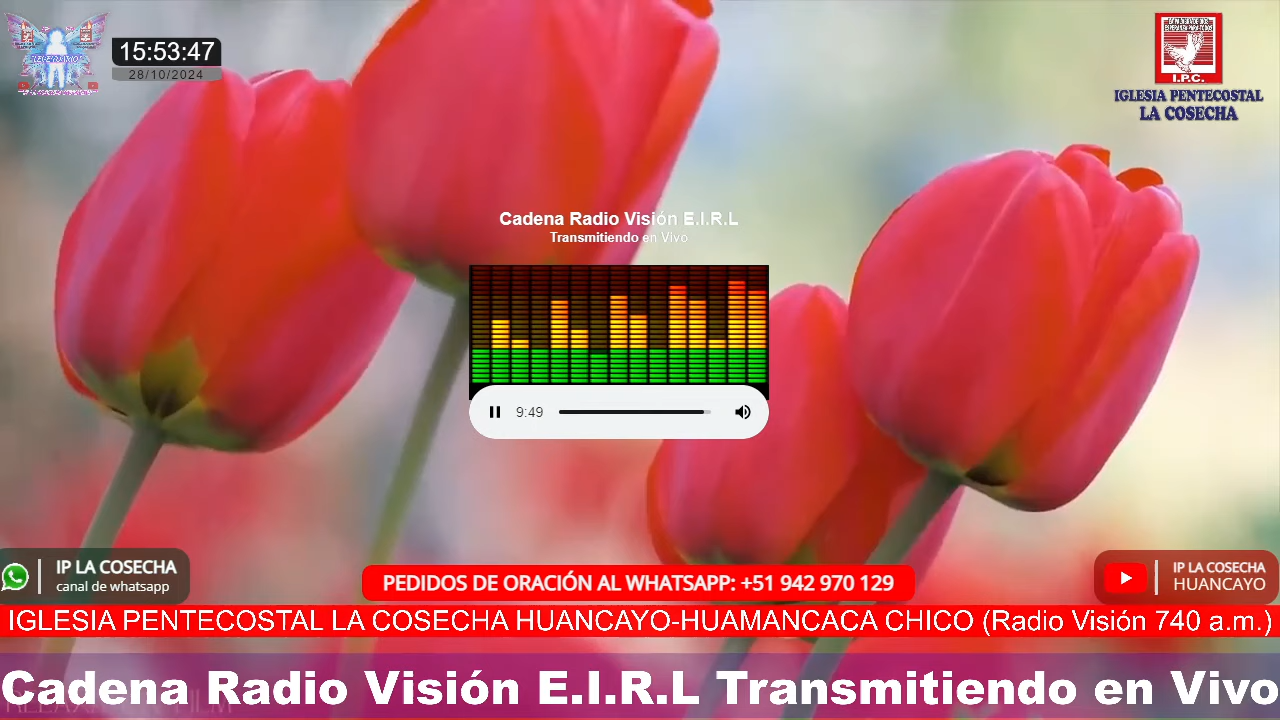 15:53:47
28/10/2024
I.P.C.
IGLESIA PENTECOSTAL
LA COSECHA
Cadena Radio Visión E.I.R.L
Transmitiendo en Vivo
9:49
IP LA COSECHA
canal de whatsapp
PEDIDOS DE ORACIÓN AL WHATSAPP: +51 942 970 129
IP LA COSECHA
HUANCAYO
IGLESIA PENTECOSTAL LA COSECHA HUANCAYO-HUAMANCACA CHICO (Radio Visión 740 a.m.)
Cadena Radio Visión E.I.R.L Transmitiendo en Vivo